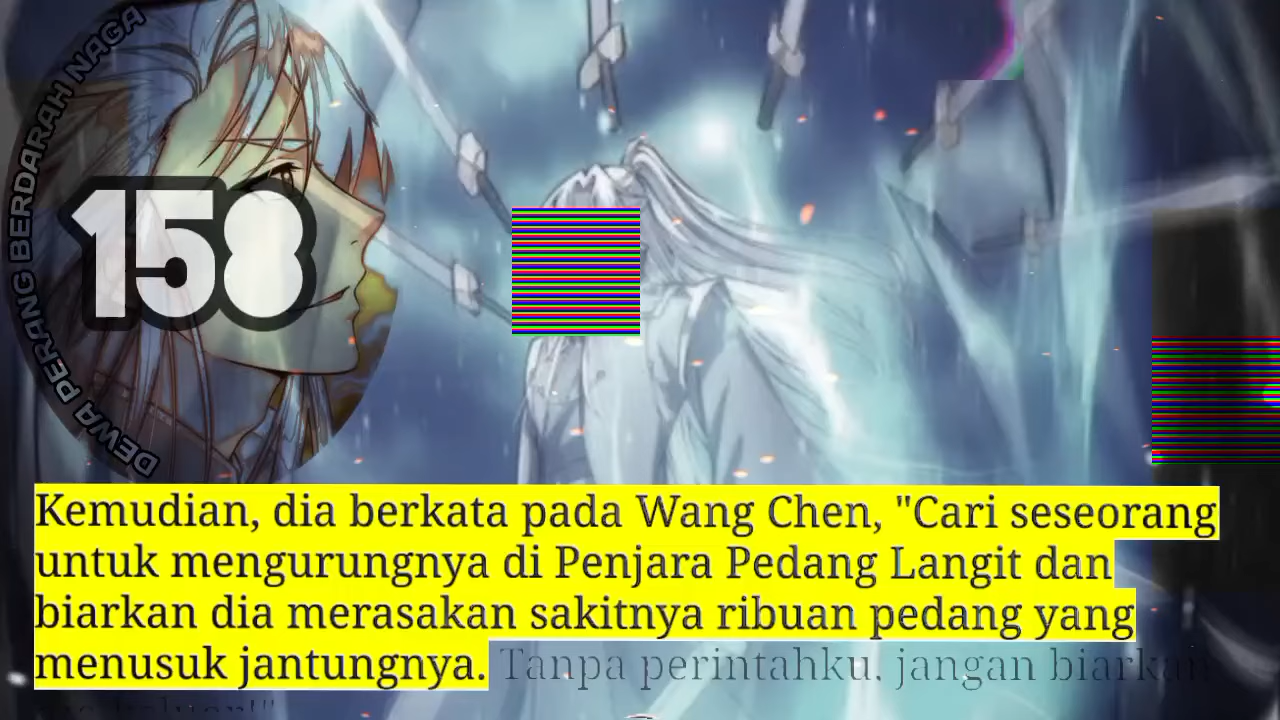 DEWA PERANG BERDARAH NAGA
158
Kemudian, dia berkata pada Wang Chen, "Cari seseorang
untuk mengurungnya di Penjara Pedang Langit dan
biarkan dia merasakan sakitnya ribuan pedang yang
menusuk jantungnya. Tanpa perintahku, jangan biarkan